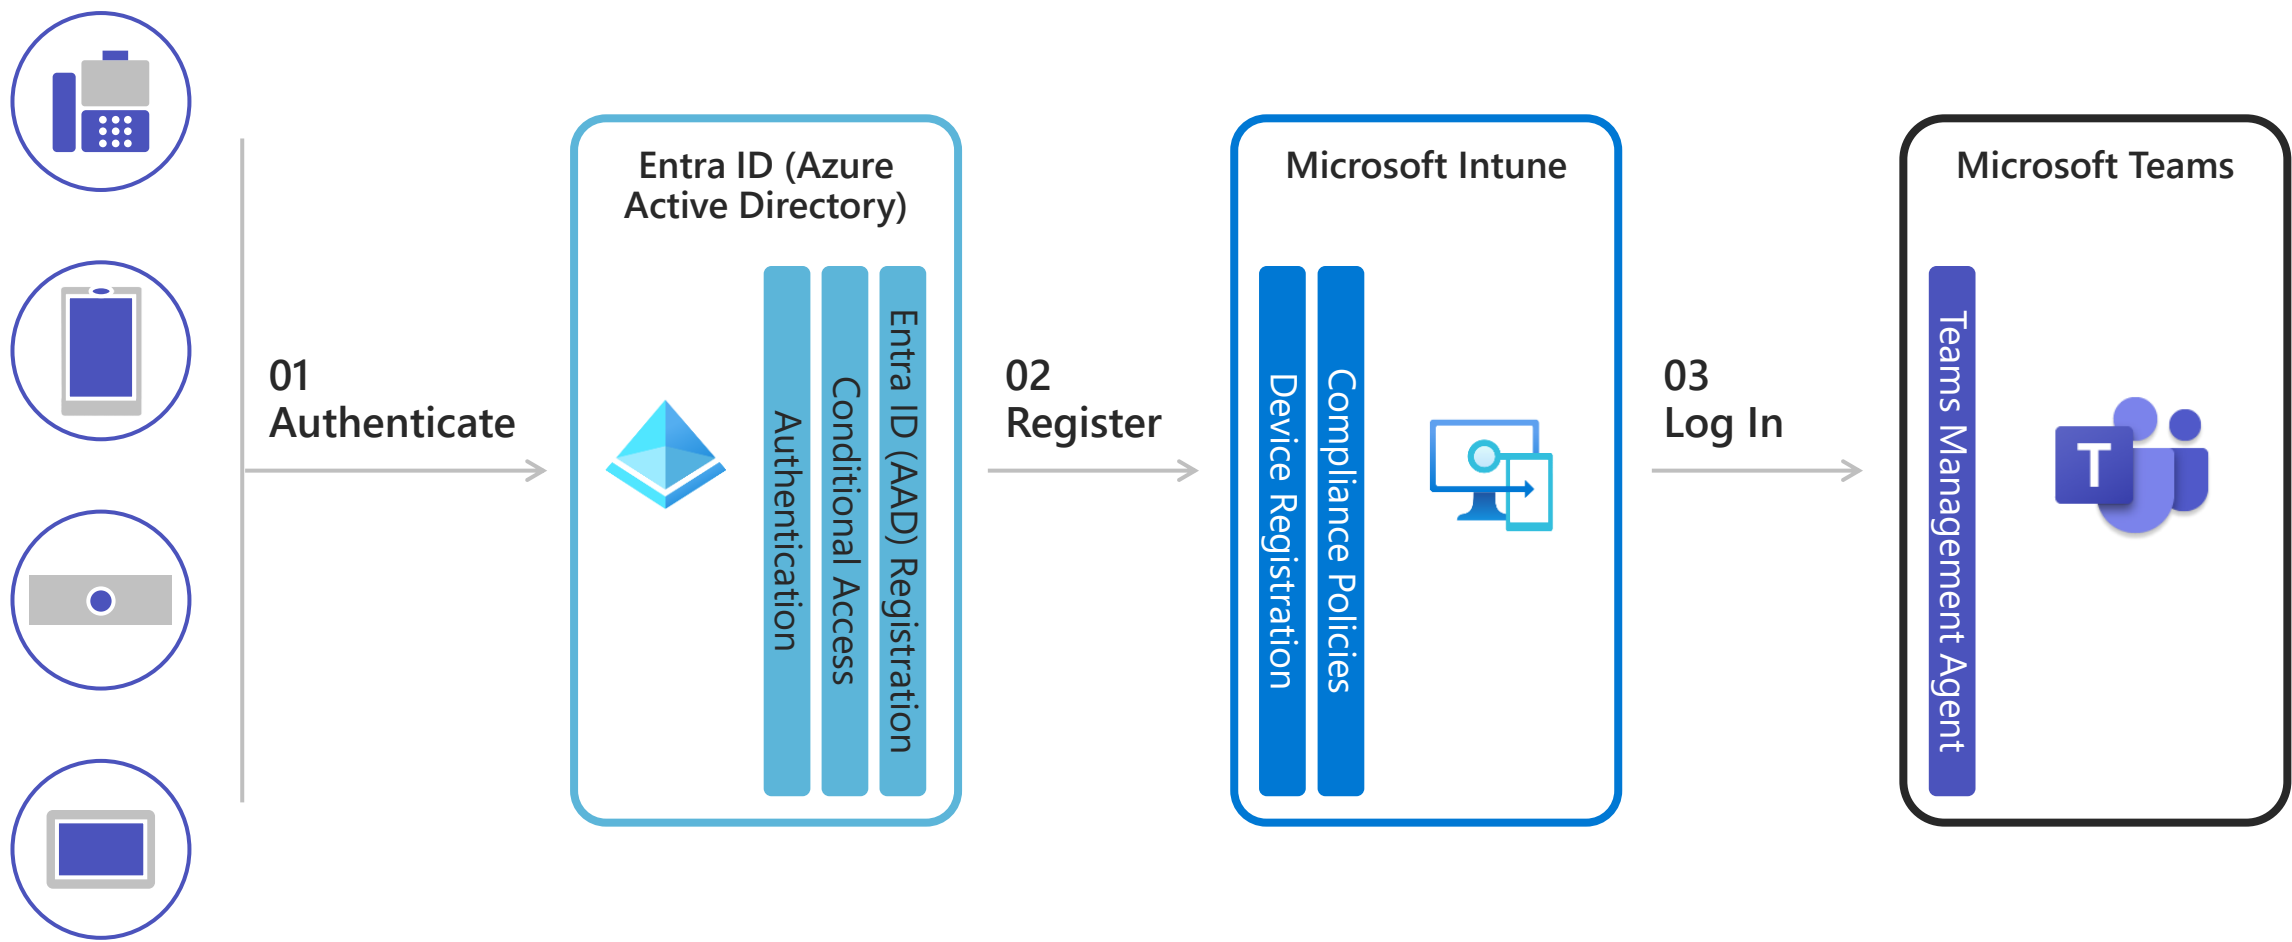 01
Authenticate
Entra ID (Azure
Active Directory)
Authentication
Conditional Access
Entra ID (AAD) Registration
02
Register
Microsoft Intune
Device Registration
Compliance Policies
03
Log In
Microsoft Teams
Teams Management Agent
T